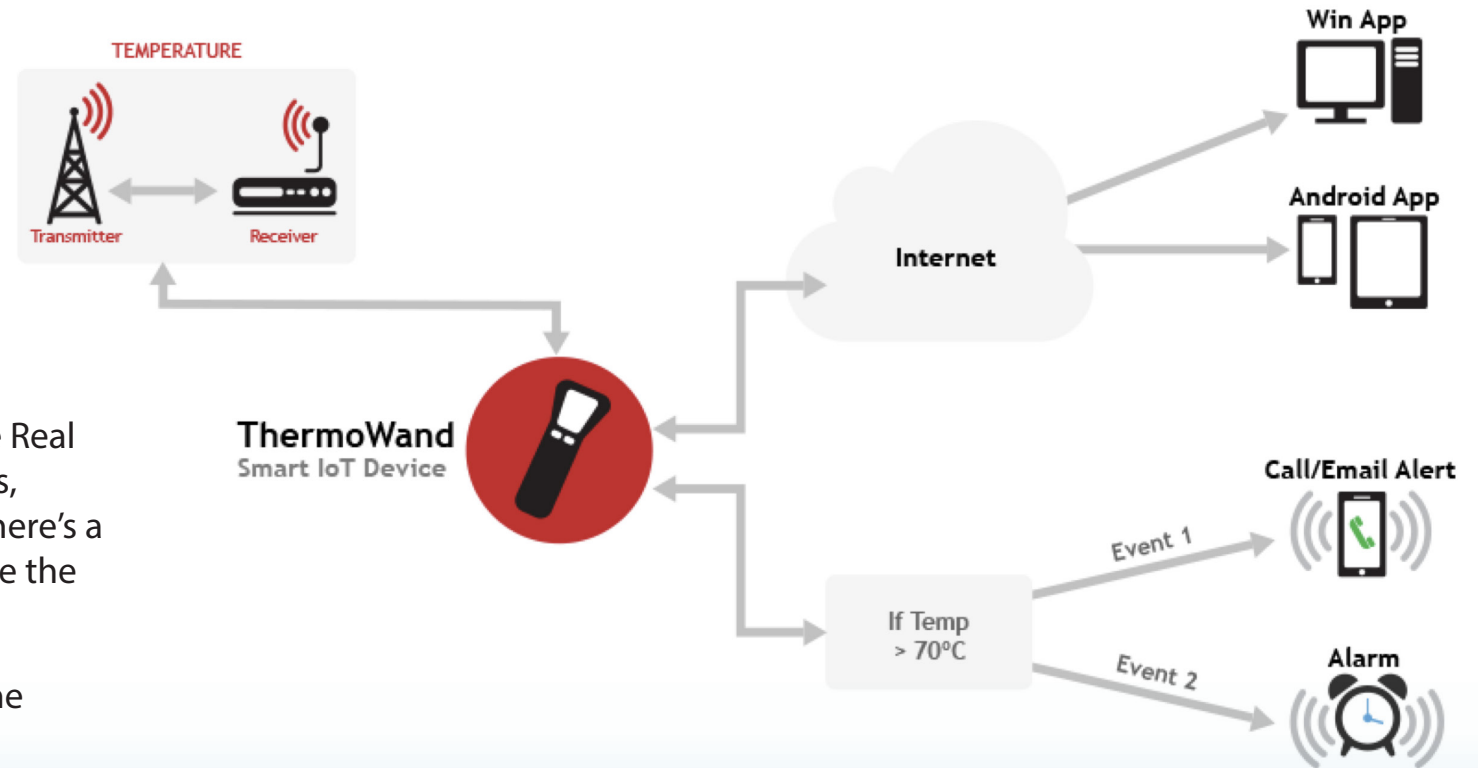 TEMPERATURE
Transmitter
Receiver
Win App
Android App
Internet
Real
ThermoWand
Smart IoT Device
here's a
e the
Call/Email Alert
Event 1
If Temp
> 70ºC
Event 2
Alarm